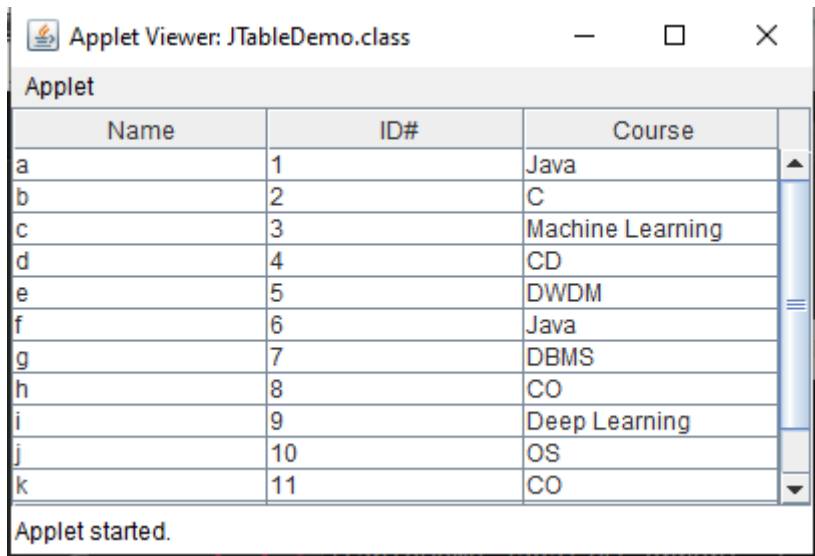 Applet Viewer: JTableDemo.class
Applet
Name ID# Course
a 1 Java
b 2 C
c 3 Machine Learning
d 4 CD
e 5 DWDM
f 6 Java
g 7 DBMS
h 8 CO
i 9 Deep Learning
j 10 OS
k 11 CO
Applet started.